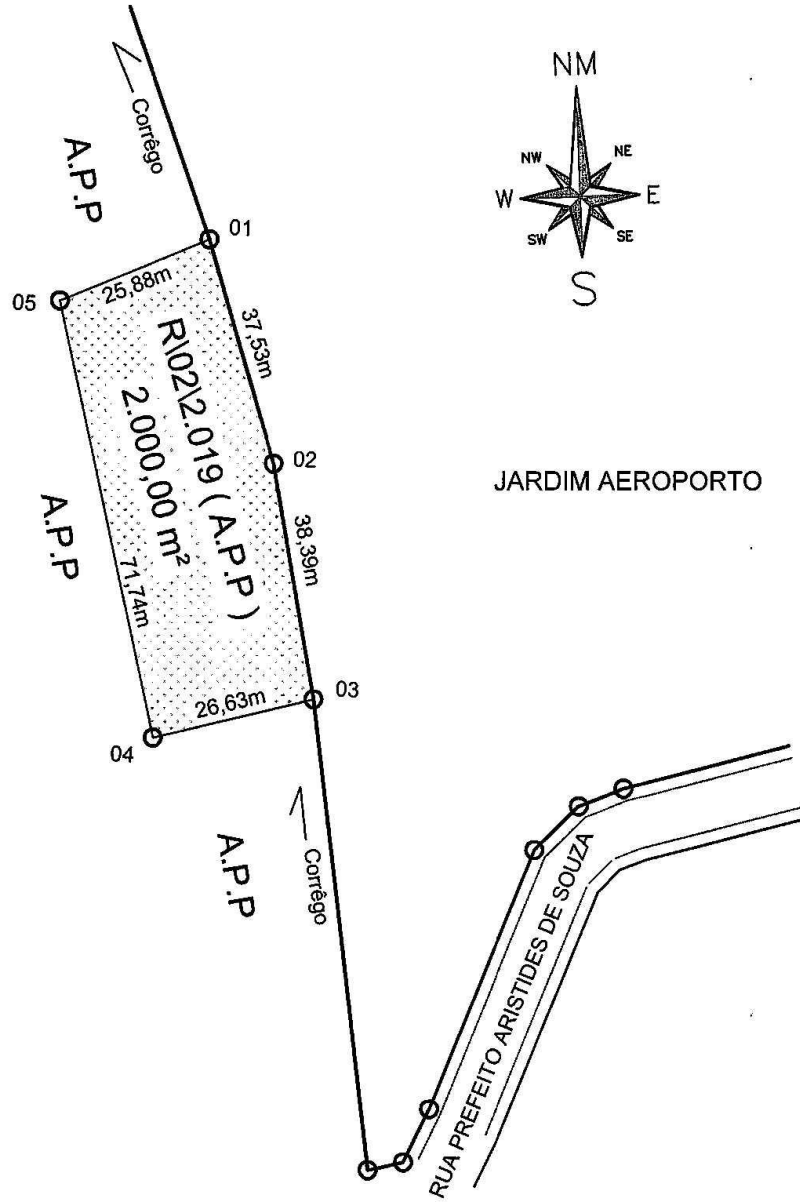 NM
NW
NE
W
E
SW
SE
S
Corrêgo
A.P.P
01
05
25,88m
37,53m
R\02\2.019 ( A.P.P )
2.000,00 m²
02
JARDIM AEROPORTO
A.P.P
71,74m
38,39m
26,63m
03
04
A.P.P
Corrêgo
RUA PREFEITO ARISTIDES DE SOUZA